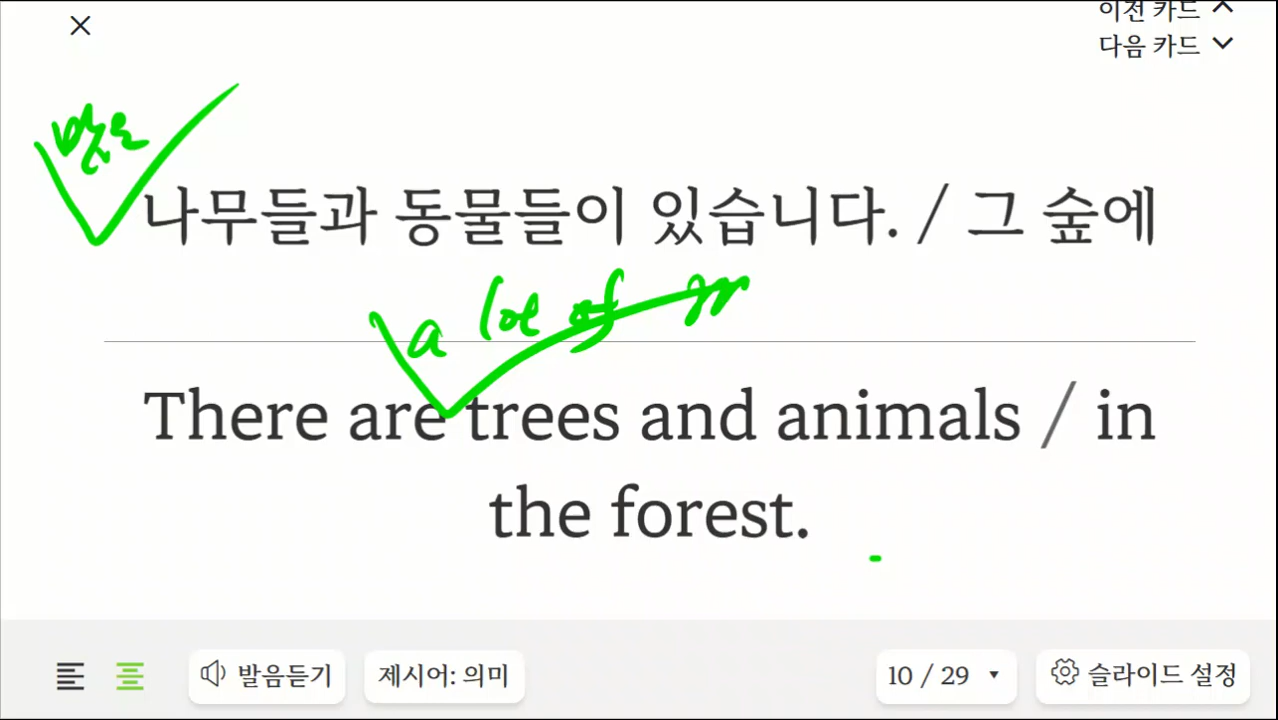 이전 카드
다음 카드
많은
나무들과 동물들이 있습니다. / 그 숲에
a lot of
There are trees and animals / in
the forest.
발음듣기 제시어: 의미 10 / 29 슬라이드 설정